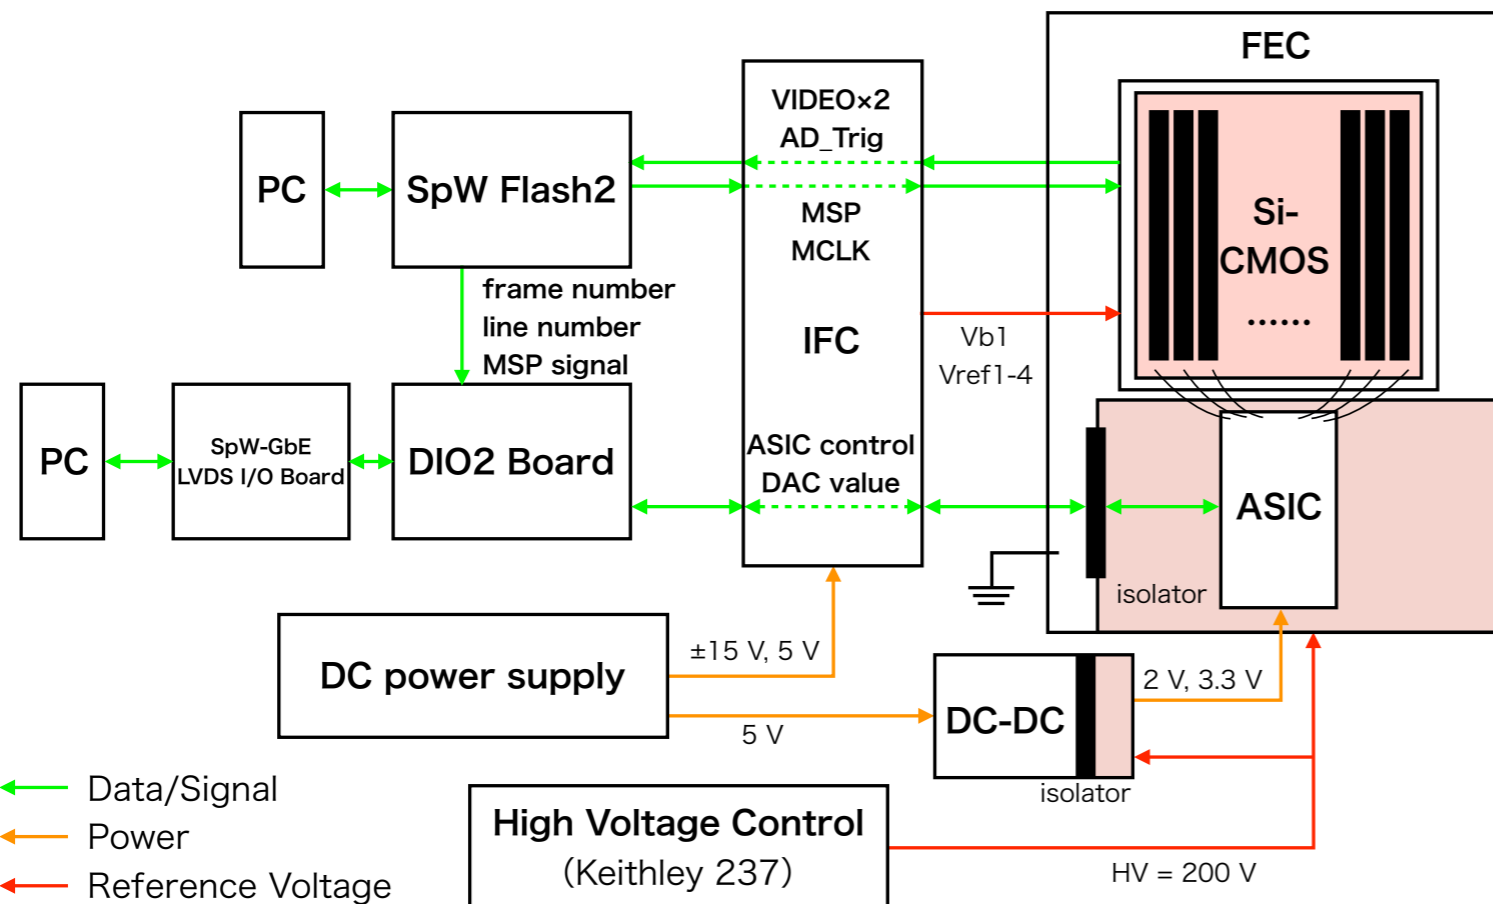 FEC
VIDEO×2
AD_Trig
PC
SpW Flash2
MSP
MCLK
Si-
CMOS
......
frame number
line number
MSP signal
IFC
Vb1
Vref1-4
PC
SpW-GbE
LVDS I/O Board
DIO2 Board
ASIC control
DAC value
ASIC
isolator
DC power supply
±15 V, 5 V
5 V
DC-DC
2 V, 3.3 V
isolator
Data/Signal
Power
Reference Voltage
High Voltage Control
(Keithley 237)
HV = 200 V